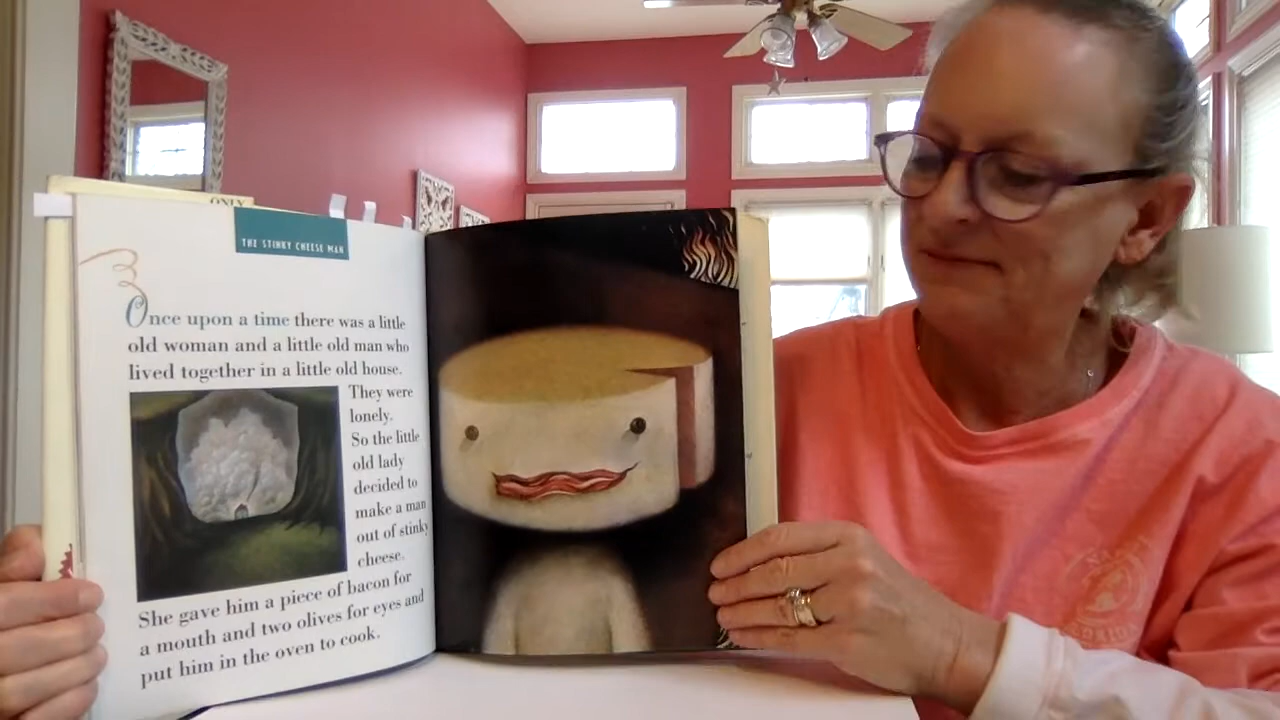 ONLY
THE STINKY CHEESE MAN
Once upon a time there was a little
old woman and a little old man who
lived together in a little old house.
They were
lonely.
So the little
old lady
decided to
make a man
out of stinky
cheese.
She gave him a piece of bacon for
a mouth and two olives for eyes and
put him in the oven to cook.